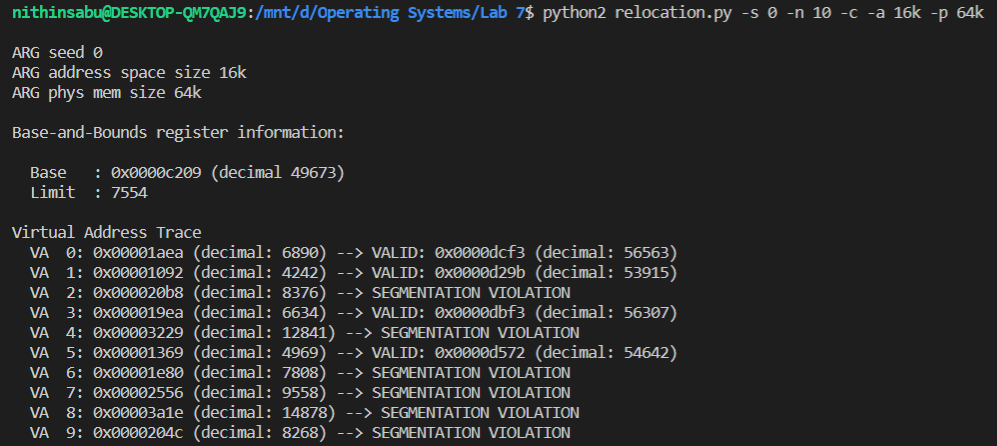 nithinsabu@DESKTOP-QM7QAJ9:/mnt/d/Operating Systems/Lab 7$ python2 relocation.py -s 0 -n 10 -c -a 16k -p 64k
ARG seed 0
ARG address space size 16k
ARG phys mem size 64k
Base-and-Bounds register information:
Base   : 0x0000c209 (decimal 49673)
Limit  : 7554
Virtual Address Trace
VA  0: 0x00001aea (decimal: 6890) --> VALID: 0x0000dcf3 (decimal: 56563)
VA  1: 0x00001092 (decimal: 4242) --> VALID: 0x0000d29b (decimal: 53915)
VA  2: 0x000020b8 (decimal: 8376) --> SEGMENTATION VIOLATION
VA  3: 0x000019ea (decimal: 6634) --> VALID: 0x0000dbf3 (decimal: 56307)
VA  4: 0x00003229 (decimal: 12841) --> SEGMENTATION VIOLATION
VA  5: 0x00001369 (decimal: 4969) --> VALID: 0x0000d572 (decimal: 54642)
VA  6: 0x00001e80 (decimal: 7808) --> SEGMENTATION VIOLATION
VA  7: 0x00002556 (decimal: 9558) --> SEGMENTATION VIOLATION
VA  8: 0x00003a1e (decimal: 14878) --> SEGMENTATION VIOLATION
VA  9: 0x0000204c (decimal: 8268) --> SEGMENTATION VIOLATION